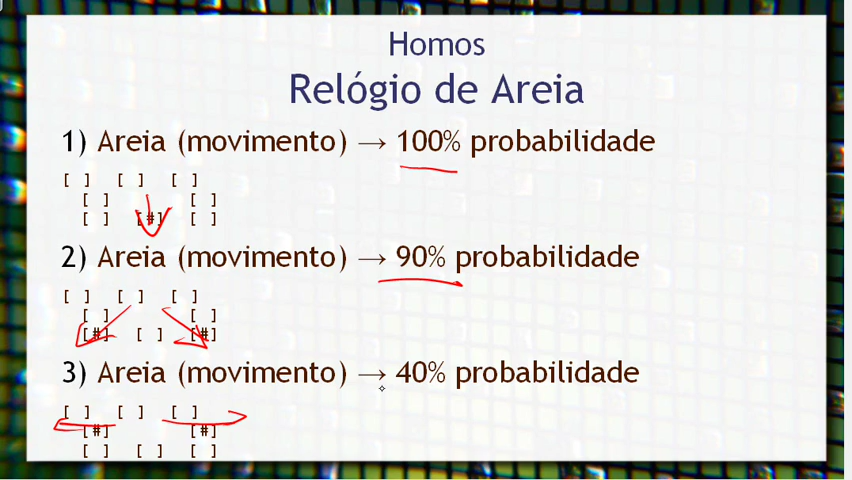 Homos
Relógio de Areia
1) Areia (movimento) → 100% probabilidade
[ ] [ ] [ ]
[ ] [ ]
[ ] [#] [ ]
2) Areia (movimento) → 90% probabilidade
[ ] [ ] [ ]
[ ] [ ]
[#] [ ] [#]
3) Areia (movimento) → 40% probabilidade
[ ] [ ] [ ]
[#] [#]
[ ] [ ] [ ]